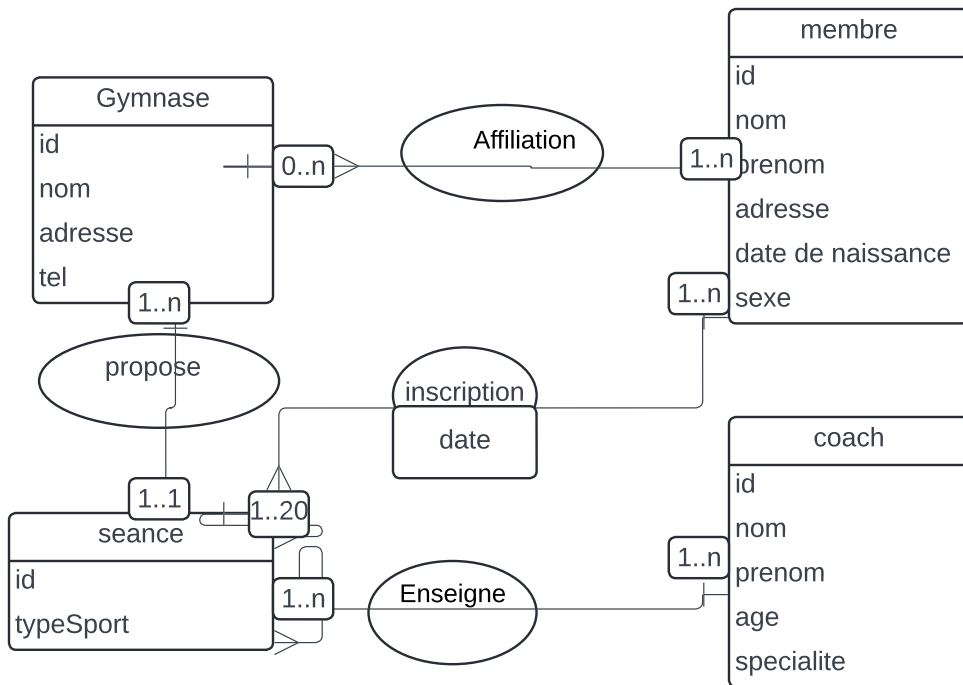 membre
id
nom
prenom
adresse
date de naissance
sexe
Gymnase
id
nom
adresse
tel
0..n
Affiliation
1..n
1..n
propose
1..1
1..n
inscription
date
1..20
seance
id
typeSport
1..n
Enseigne
1..n
coach
id
nom
prenom
age
specialite